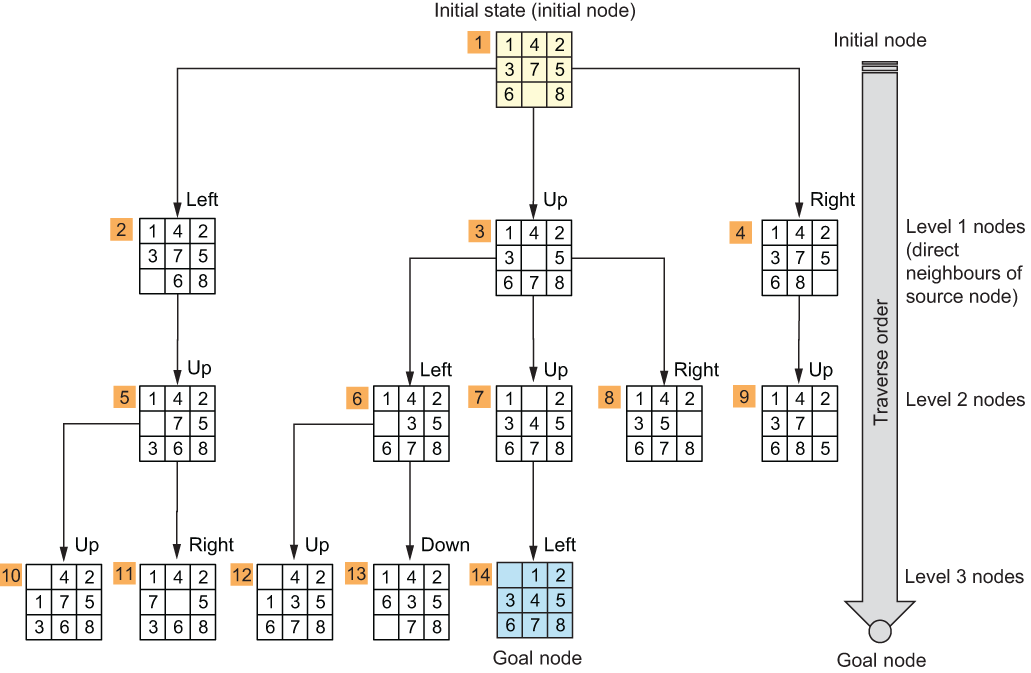 Initial state (initial node)
1
1 4 2
3 7 5
6 8
Initial node
Left
Up
Right
2
1 4 2
3 7 5
6 8
3
1 4 2
3 5
6 7 8
4
1 4 2
3 7 5
6 8
Level 1 nodes
(direct
neighbours of
source node)
Traverse order
Up
Left
Up
Right
Up
5
1 4 2
7 5
3 6 8
6
1 4 2
3 5
6 7 8
7
1 2
3 4 5
6 7 8
8
1 4 2
3 5
6 7 8
9
1 4 2
3 7
6 8 5
Level 2 nodes
Up
Right
Up
Down
Left
10
4 2
1 7 5
3 6 8
11
1 4 2
7 5
3 6 8
12
4 2
1 3 5
6 7 8
13
1 4 2
6 3 5
7 8
14
1 2
3 4 5
6 7 8
Level 3 nodes
Goal node
Goal node